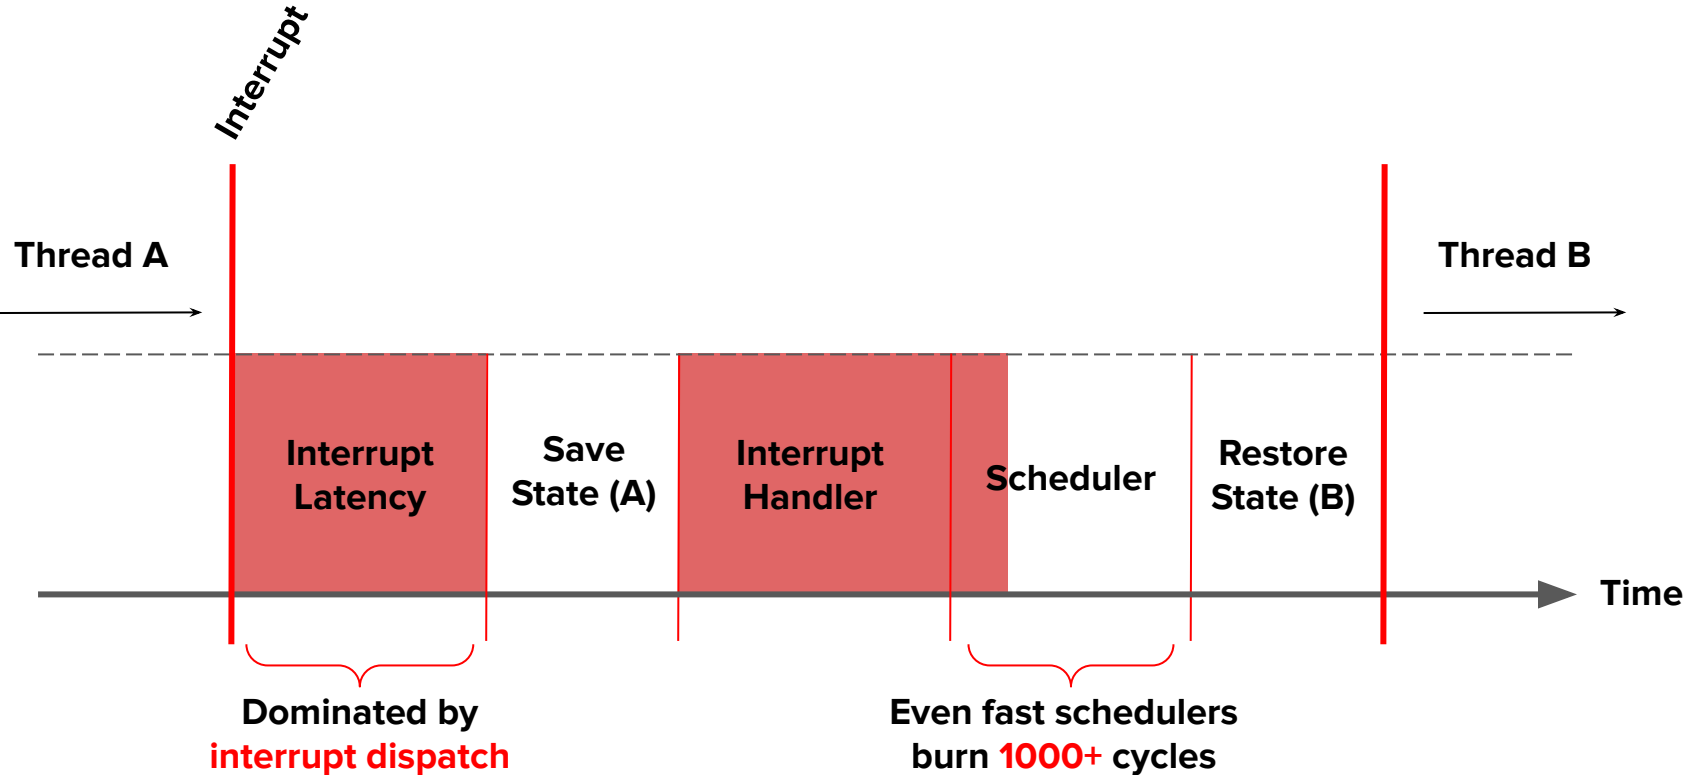 Interrupt
Thread A
Thread B
Interrupt
Latency
Save
State (A)
Interrupt
Handler
Scheduler
Restore
State (B)
Time
Dominated by
interrupt dispatch
Even fast schedulers
burn 1000+ cycles